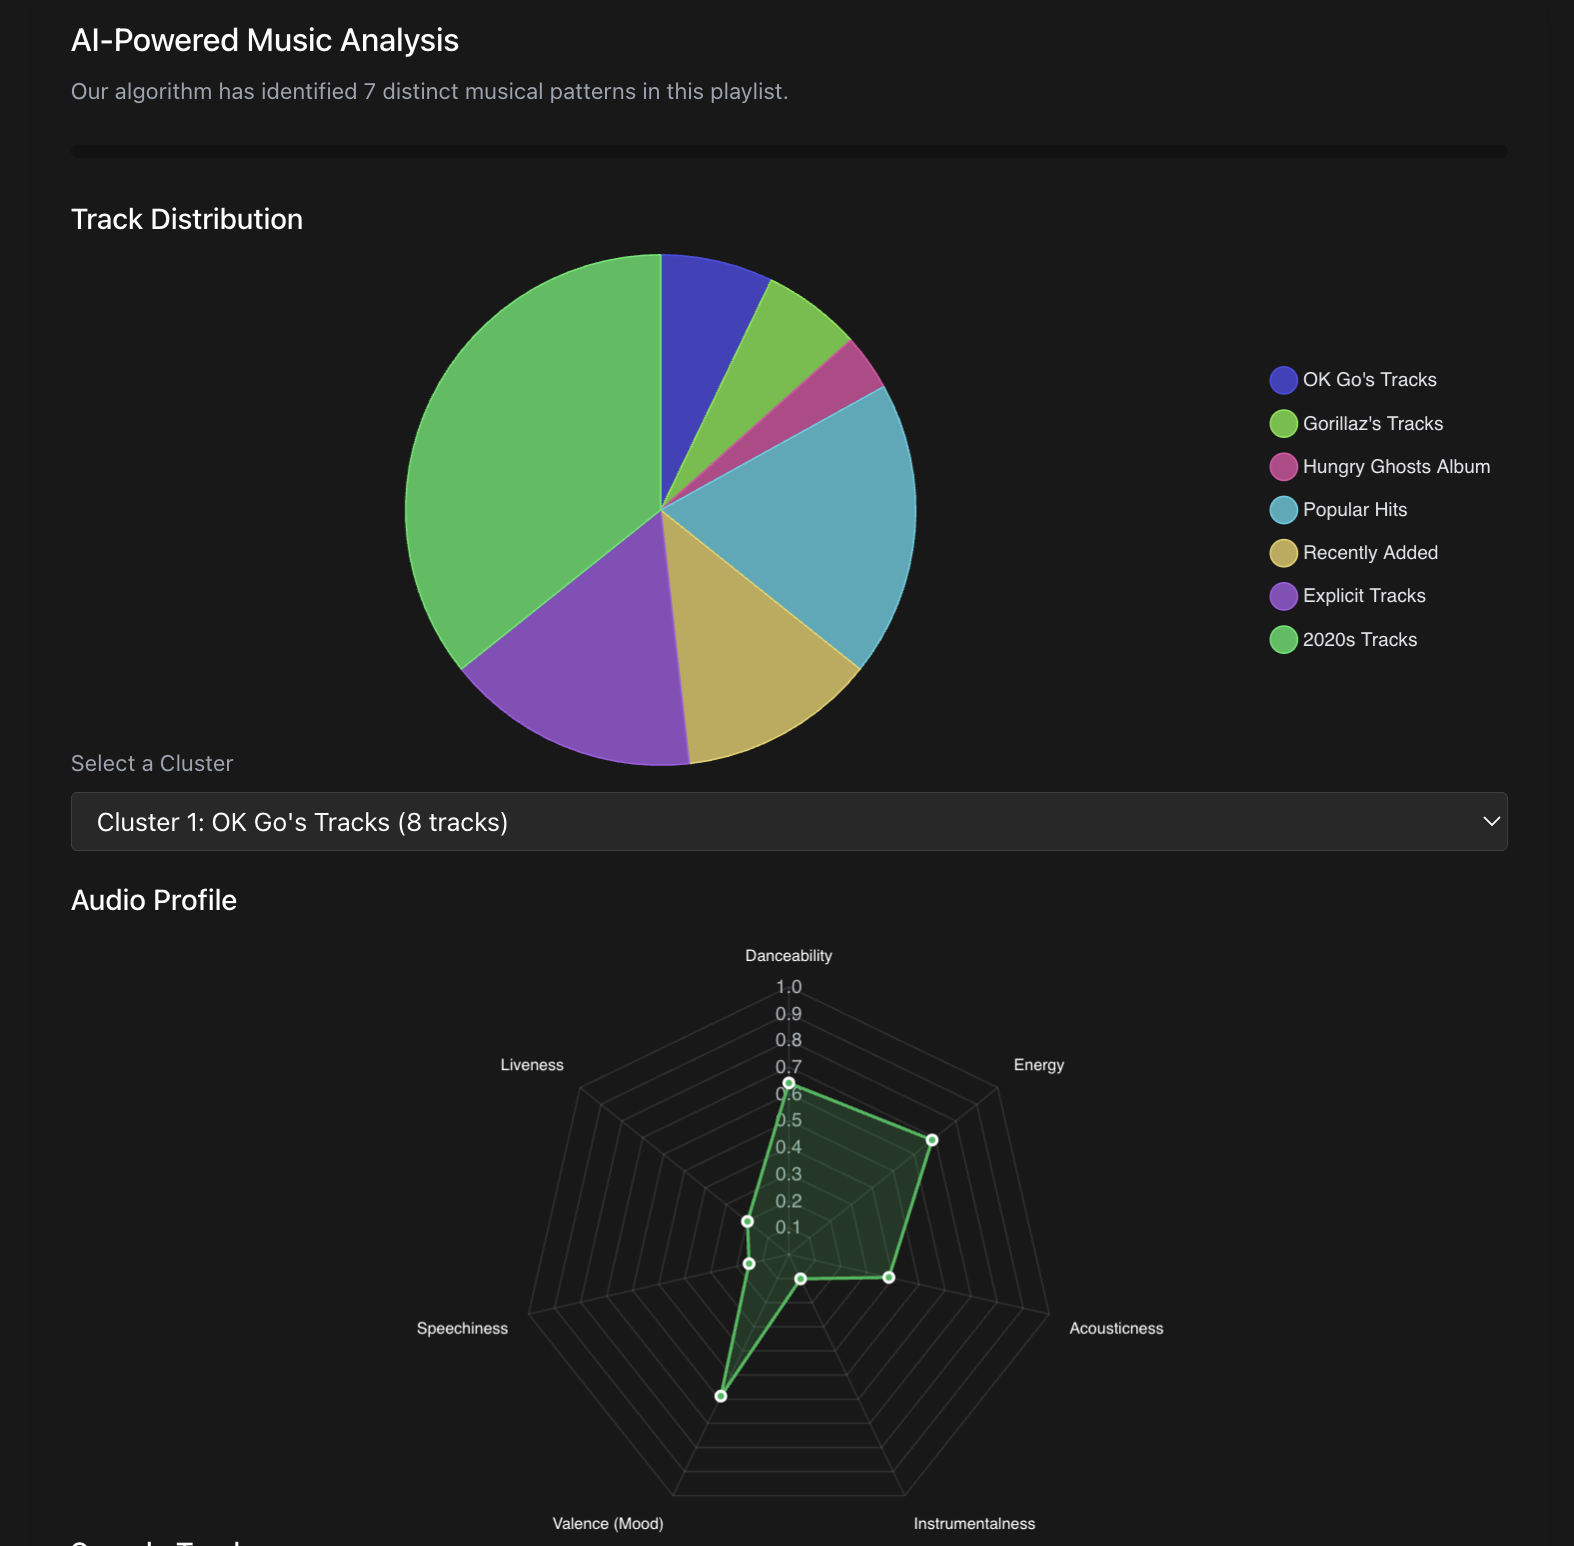 AI-Powered Music Analysis
Our algorithm has identified 7 distinct musical patterns in this playlist.
Track Distribution
OK Go's Tracks
Gorillaz's Tracks
Hungry Ghosts Album
Popular Hits
Recently Added
Explicit Tracks
2020s Tracks
Select a Cluster
Cluster 1: OK Go's Tracks (8 tracks)
Audio Profile
Danceability
1.0
0.9
0.8
0.7
0.6
0.5
0.4
0.3
0.2
0.1
Liveness
Energy
Speechiness
Acousticness
Valence (Mood)
Instrumentalness